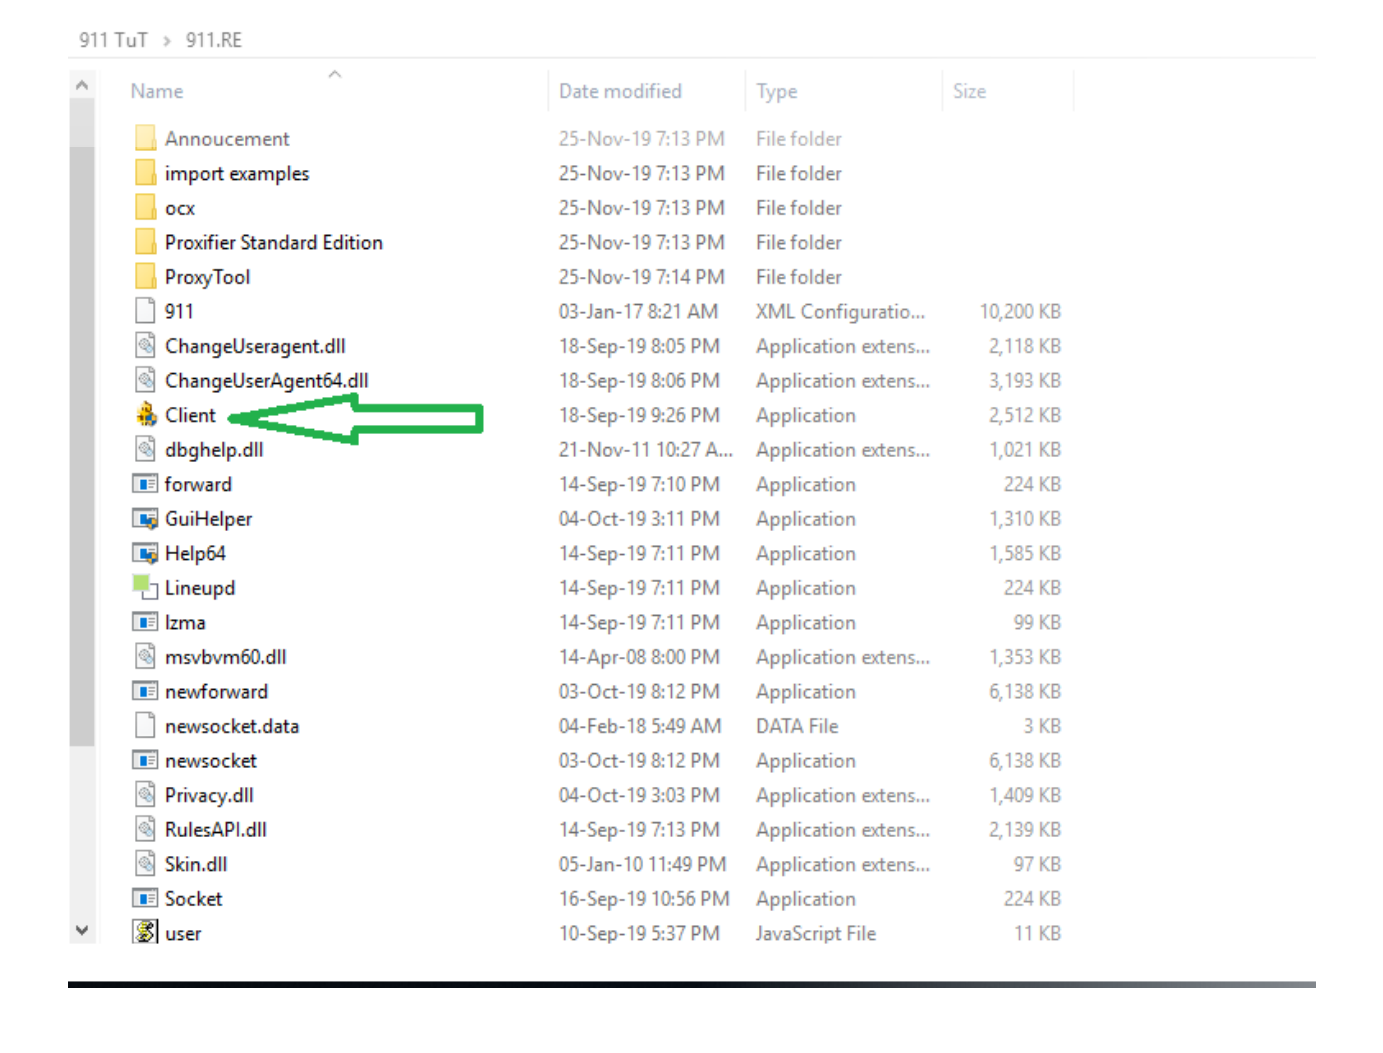 911 TuT > 911.RE
Name Date modified Type Size
Annoucement 25-Nov-19 7:13 PM File folder
import examples 25-Nov-19 7:13 PM File folder
ocx 25-Nov-19 7:13 PM File folder
Proxifier Standard Edition 25-Nov-19 7:13 PM File folder
ProxyTool 25-Nov-19 7:14 PM File folder
911 03-Jan-17 8:21 AM XML Configuratio... 10,200 KB
ChangeUseragent.dll 18-Sep-19 8:05 PM Application extens... 2,118 KB
ChangeUserAgent64.dll 18-Sep-19 8:06 PM Application extens... 3,193 KB
Client 18-Sep-19 9:26 PM Application 2,512 KB
dbghelp.dll 21-Nov-11 10:27 A... Application extens... 1,021 KB
forward 14-Sep-19 7:10 PM Application 224 KB
GuiHelper 04-Oct-19 3:11 PM Application 1,310 KB
Help64 14-Sep-19 7:11 PM Application 1,585 KB
Lineupd 14-Sep-19 7:11 PM Application 224 KB
lzma 14-Sep-19 7:11 PM Application 99 KB
msvbvm60.dll 14-Apr-08 8:00 PM Application extens... 1,353 KB
newforward 03-Oct-19 8:12 PM Application 6,138 KB
newsocket.data 04-Feb-18 5:49 AM DATA File 3 KB
newsocket 03-Oct-19 8:12 PM Application 6,138 KB
Privacy.dll 04-Oct-19 3:03 PM Application extens... 1,409 KB
RulesAPI.dll 14-Sep-19 7:13 PM Application extens... 2,139 KB
Skin.dll 05-Jan-10 11:49 PM Application extens... 97 KB
Socket 16-Sep-19 10:56 PM Application 224 KB
user 10-Sep-19 5:37 PM JavaScript File 11 KB